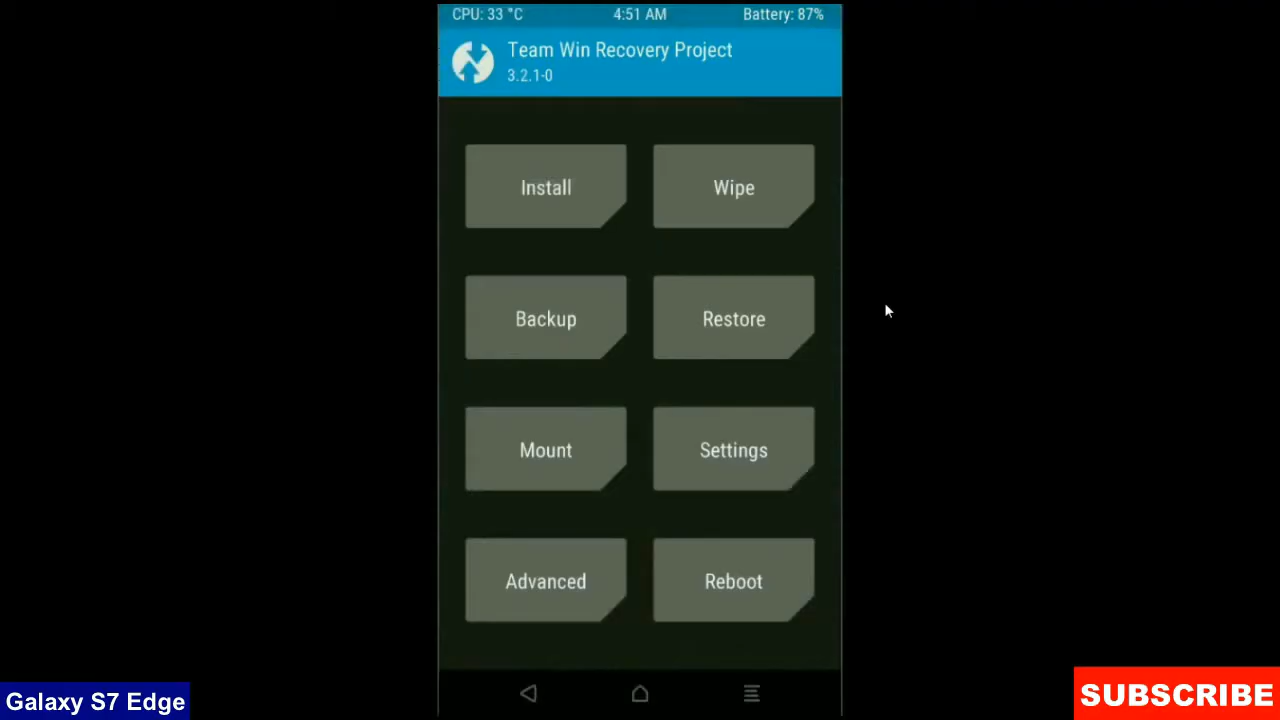 CPU: 33 °C 4:51 AM Battery: 87%
Team Win Recovery Project
3.2.1-0
Install Wipe
Backup Restore
Mount Settings
Advanced Reboot
Galaxy S7 Edge SUBSCRIBE